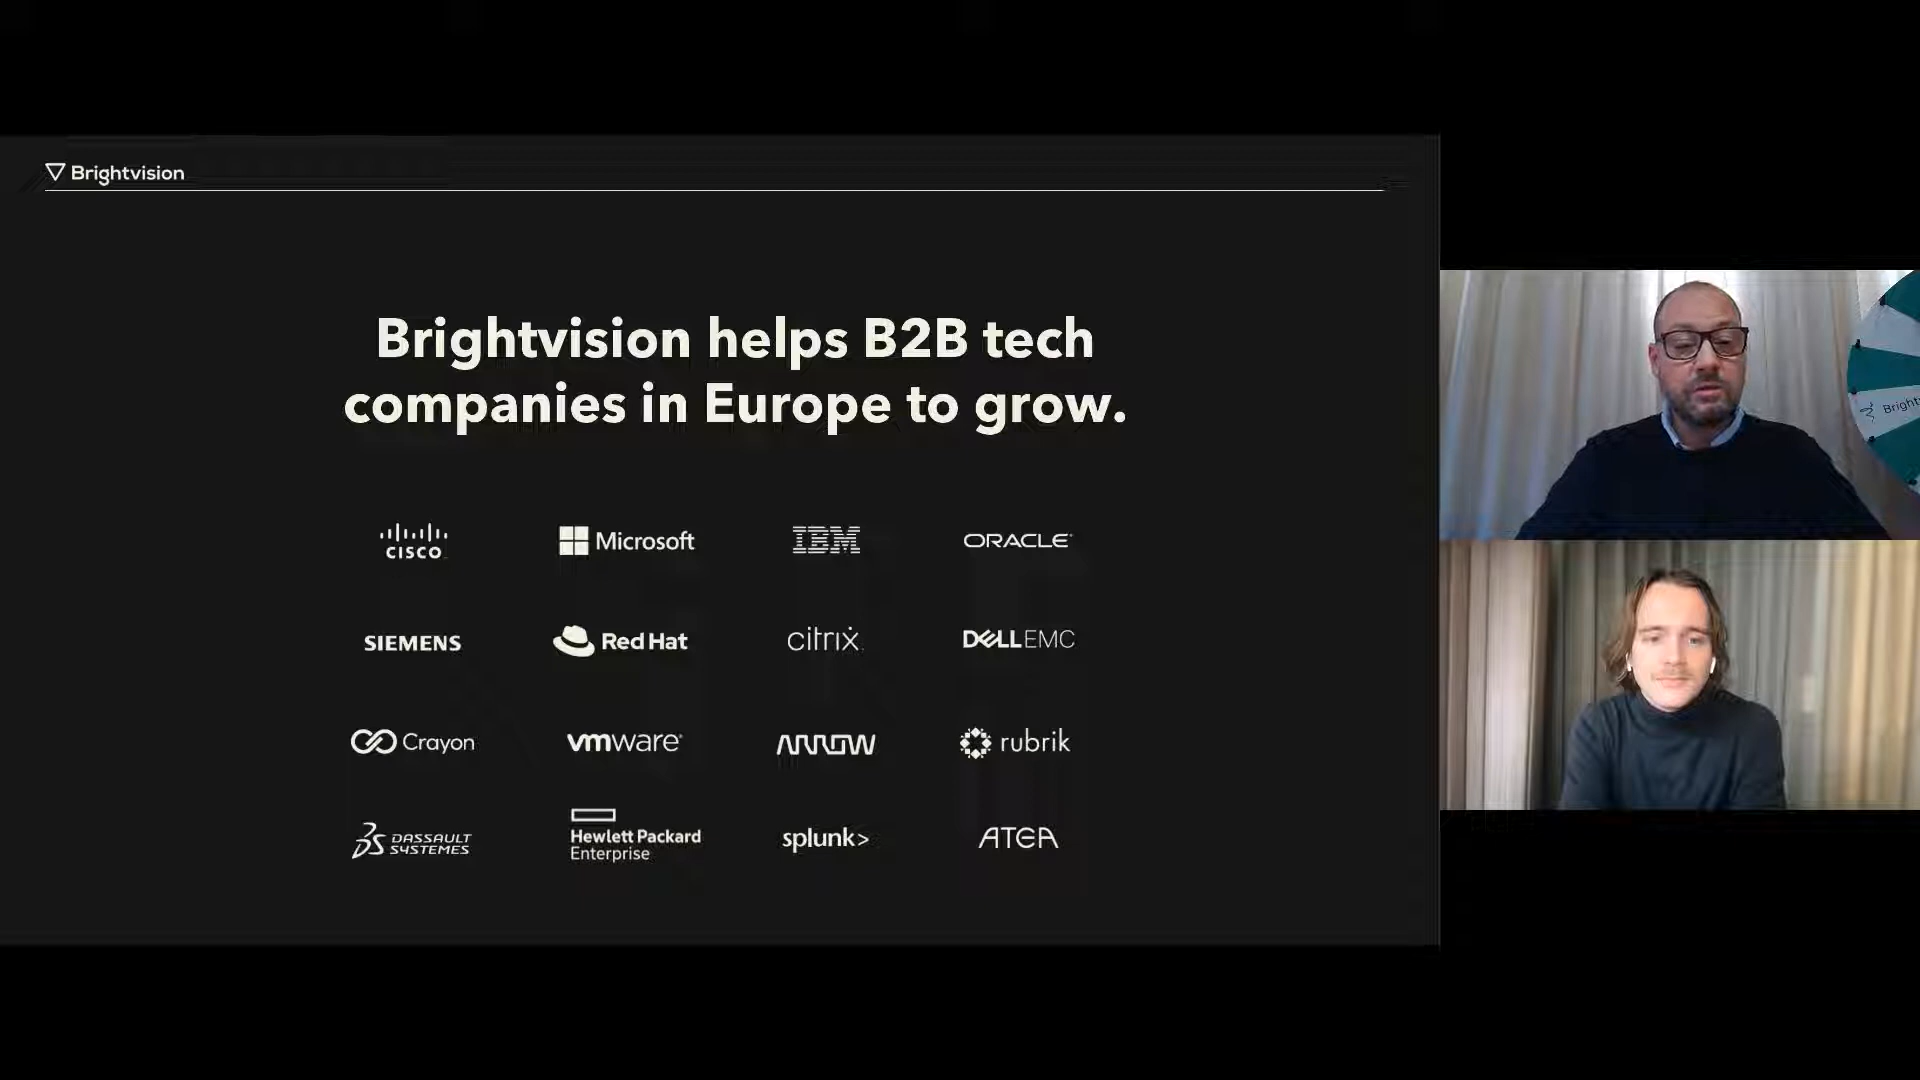 Brightvision
Brightvision helps B2B tech
companies in Europe to grow.
CISCO
Microsoft
IBM
ORACLE
SIEMENS
Red Hat
citrix
DELLEMC
Crayon
vmware
ARROW
rubrik
DASSAULT
SYSTEMES
Hewlett Packard
Enterprise
splunk>
ATEA
Bright